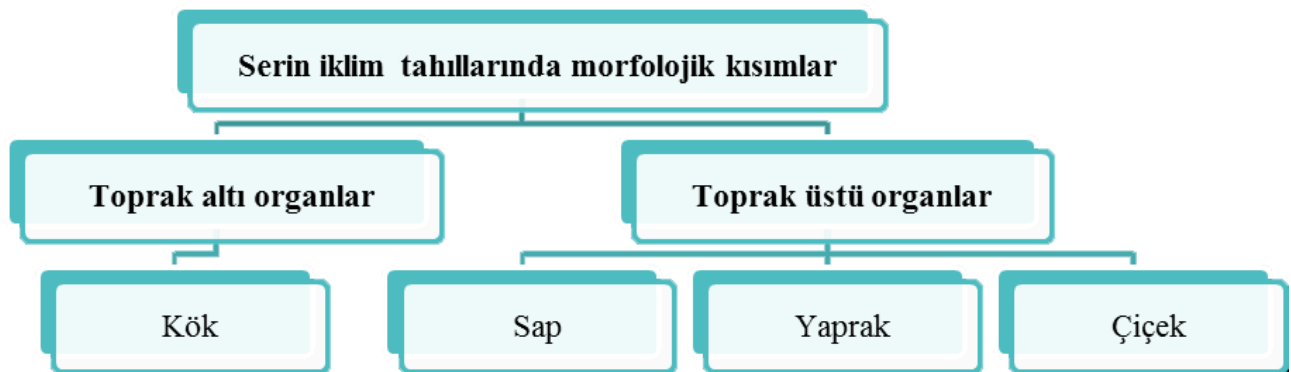 Serin iklim tahıllarında morfolojik kısımlar
Toprak altı organlar
Toprak üstü organlar
Kök
Sap
Yaprak
Çiçek